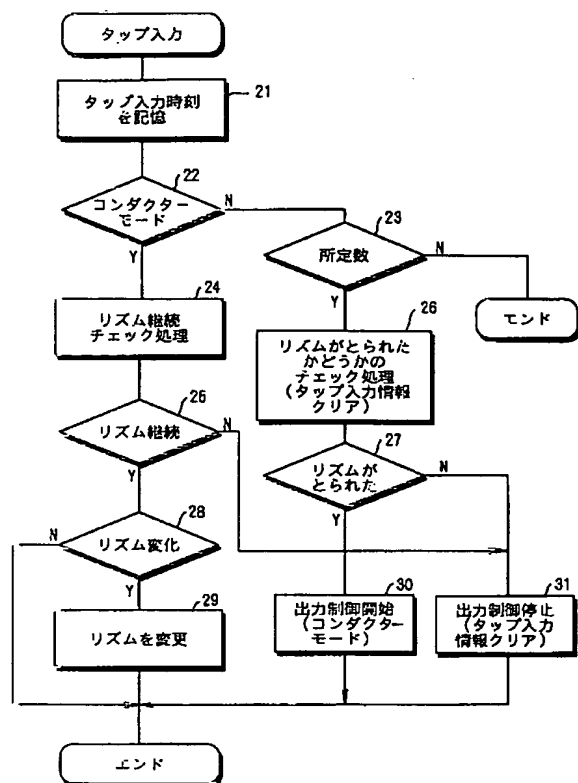 タップ入力
タップ入力時刻
を記憶
21
コンダクター
モード
22
N
Y
所定数
23
N
Y
モンド
リズム継続
チェック処理
24
リズムがとられた
かどうかの
チェック処理
(タップ入力情報
クリア)
26
リズム継続
26
N
Y
リズムが
とられた
27
N
Y
リズム変化
28
N
Y
リズムを変更
29
出力制御開始
(コンダクター
モード)
30
出力制御停止
(タップ入力
情報クリア)
31
エンド